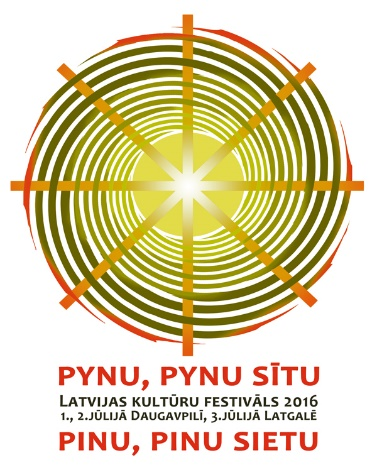 PYNU, PYNU SĪTU
LATVIJAS KULTŪRU FESTIVĀLS 2016
1., 2.JŪLIJĀ DAUGAVPILĪ, 3.JŪLIJĀ LATGALĒ
PINU, PINU SIETU